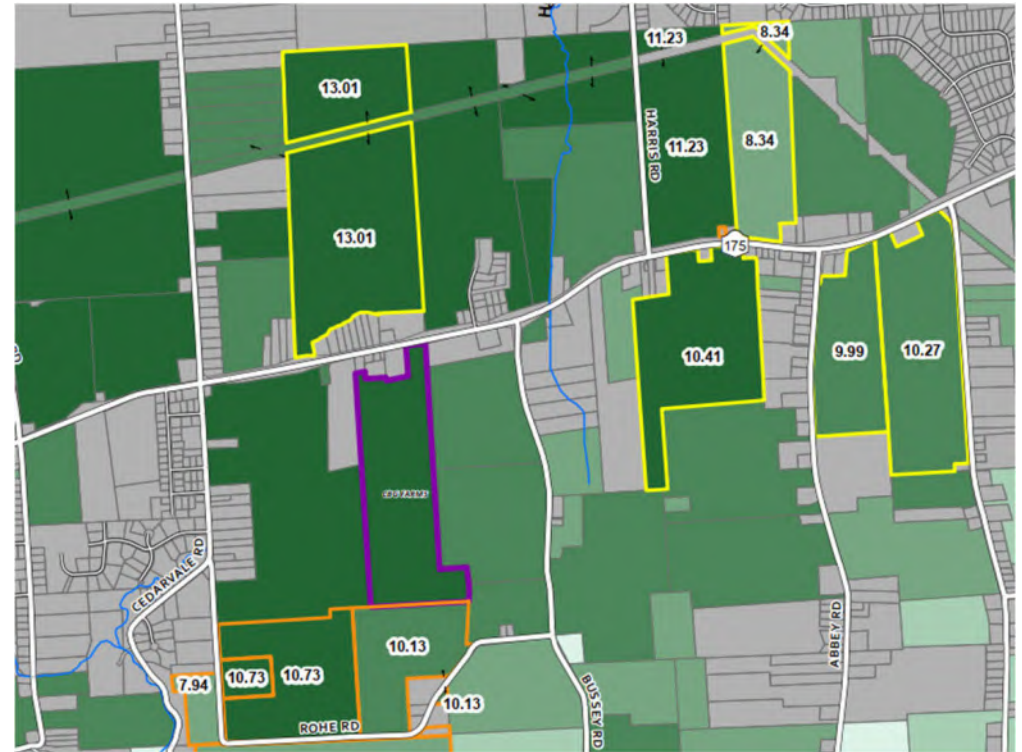 H
11.23
8.34
13.01
HARRIS RD
11.23
8.34
13.01
175
10.41
9.99
10.27
CBG FARMS
CEDARVALE RD
10.13
ABBEY RD
7.94
10.73
10.73
10.13
BUSSEY RD
ROHE RD